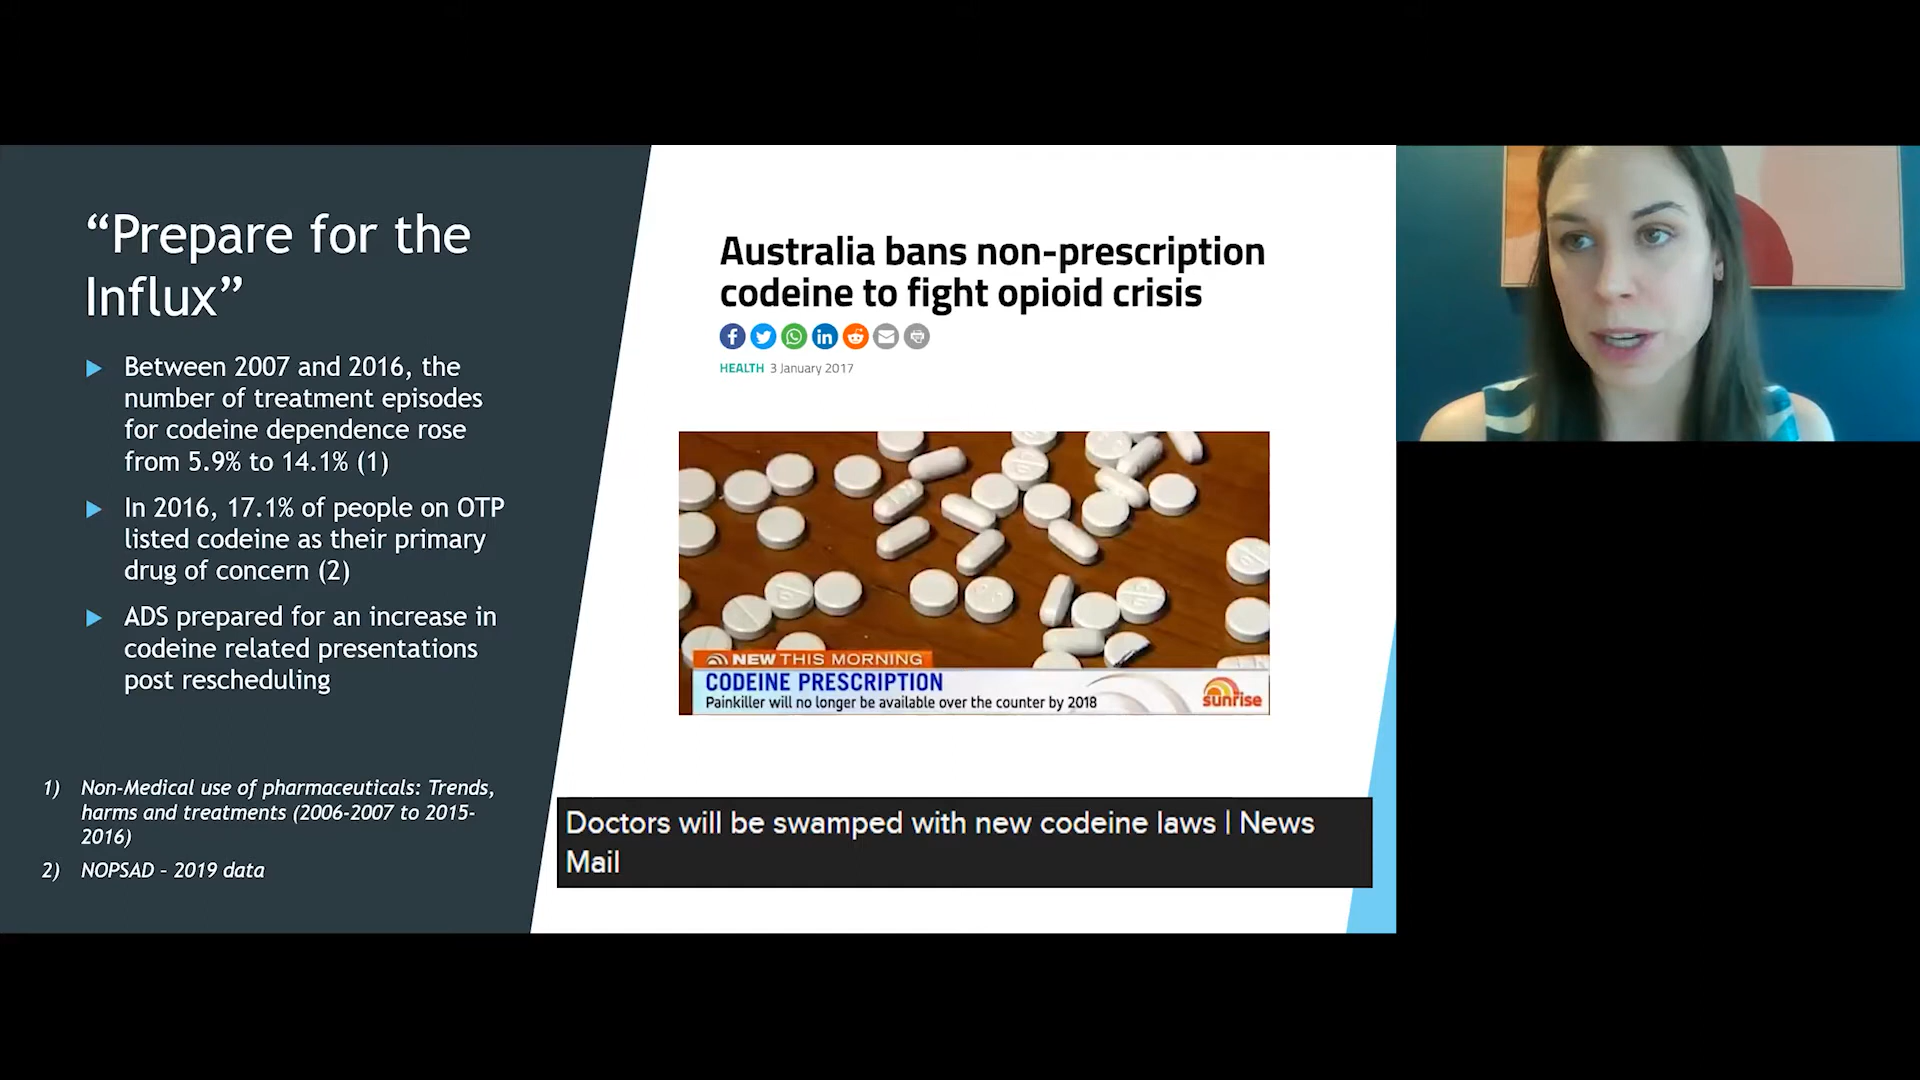 “Prepare for the
Influx”
Between 2007 and 2016, the
number of treatment episodes
for codeine dependence rose
from 5.9% to 14.1% (1)
In 2016, 17.1% of people on OTP
listed codeine as their primary
drug of concern (2)
ADS prepared for an increase in
codeine related presentations
post rescheduling
1) Non-Medical use of pharmaceuticals: Trends,
harms and treatments (2006-2007 to 2015-
2016)
2) NOPSAD – 2019 data
Australia bans non-prescription
codeine to fight opioid crisis
HEALTH 3 January 2017
NEW THIS MORNING
CODEINE PRESCRIPTION
Painkiller will no longer be available over the counter by 2018
sunrise
Doctors will be swamped with new codeine laws | News
Mail